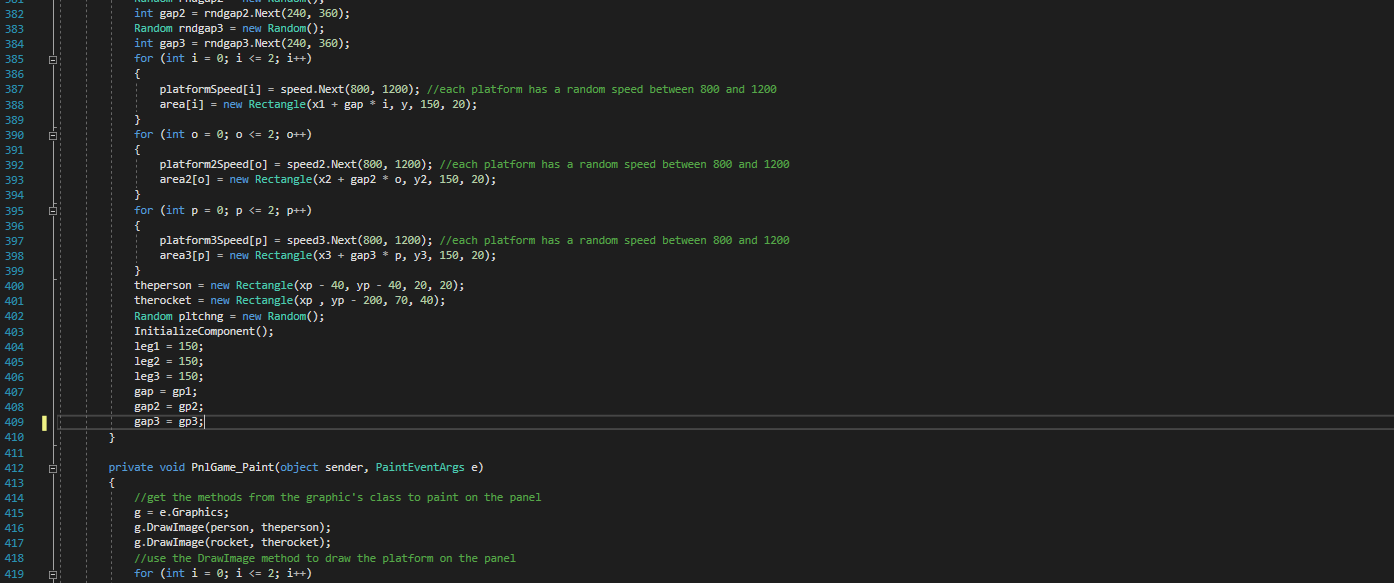 381 Random rndgap2 = new Random();
382 int gap2 = rndgap2.Next(240, 360);
383 Random rndgap3 = new Random();
384 int gap3 = rndgap3.Next(240, 360);
385 for (int i = 0; i <= 2; i++)
386 {
387 platformSpeed[i] = speed.Next(800, 1200); //each platform has a random speed between 800 and 1200
388 area[i] = new Rectangle(x1 + gap * i, y, 150, 20);
389 }
390 for (int o = 0; o <= 2; o++)
391 {
392 platform2Speed[o] = speed2.Next(800, 1200); //each platform has a random speed between 800 and 1200
393 area2[o] = new Rectangle(x2 + gap2 * o, y2, 150, 20);
394 }
395 for (int p = 0; p <= 2; p++)
396 {
397 platform3Speed[p] = speed3.Next(800, 1200); //each platform has a random speed between 800 and 1200
398 area3[p] = new Rectangle(x3 + gap3 * p, y3, 150, 20);
399 }
400 theperson = new Rectangle(xp - 40, yp - 40, 20, 20);
401 therocket = new Rectangle(xp , yp - 200, 70, 40);
402 Random pltchng = new Random();
403 InitializeComponent();
404 leg1 = 150;
405 leg2 = 150;
406 leg3 = 150;
407 gap = gp1;
408 gap2 = gp2;
409 gap3 = gp3;
410 }
411
412 private void PnlGame_Paint(object sender, PaintEventArgs e)
413 {
414 //get the methods from the graphic's class to paint on the panel
415 g = e.Graphics;
416 g.DrawImage(person, theperson);
417 g.DrawImage(rocket, therocket);
418 //use the DrawImage method to draw the platform on the panel
419 for (int i = 0; i <= 2; i++)